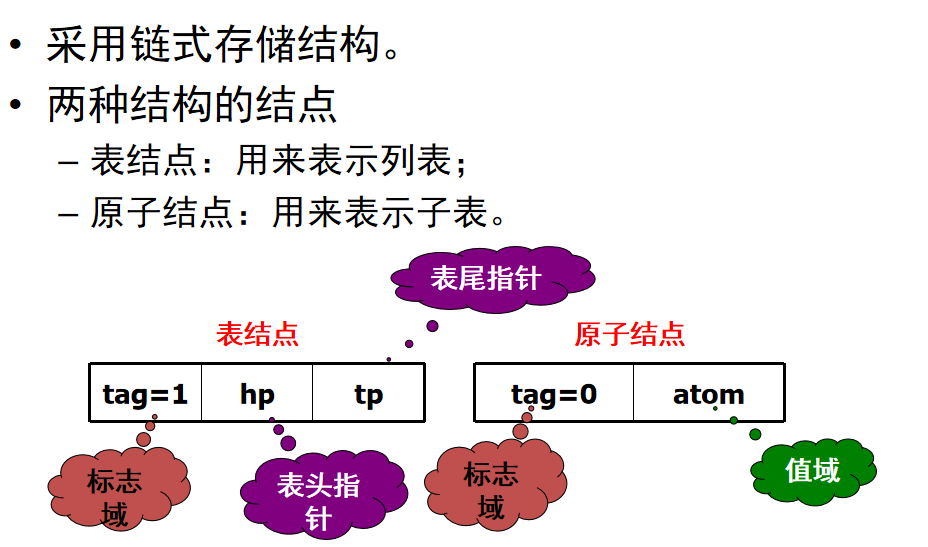 • 采用链式存储结构。
• 两种结构的结点
– 表结点：用来表示列表；
– 原子结点：用来表示子表。
表尾指针
表结点
原子结点
tag=1 hp tp
tag=0 atom
标志
域
表头指
针
标志
域
值域